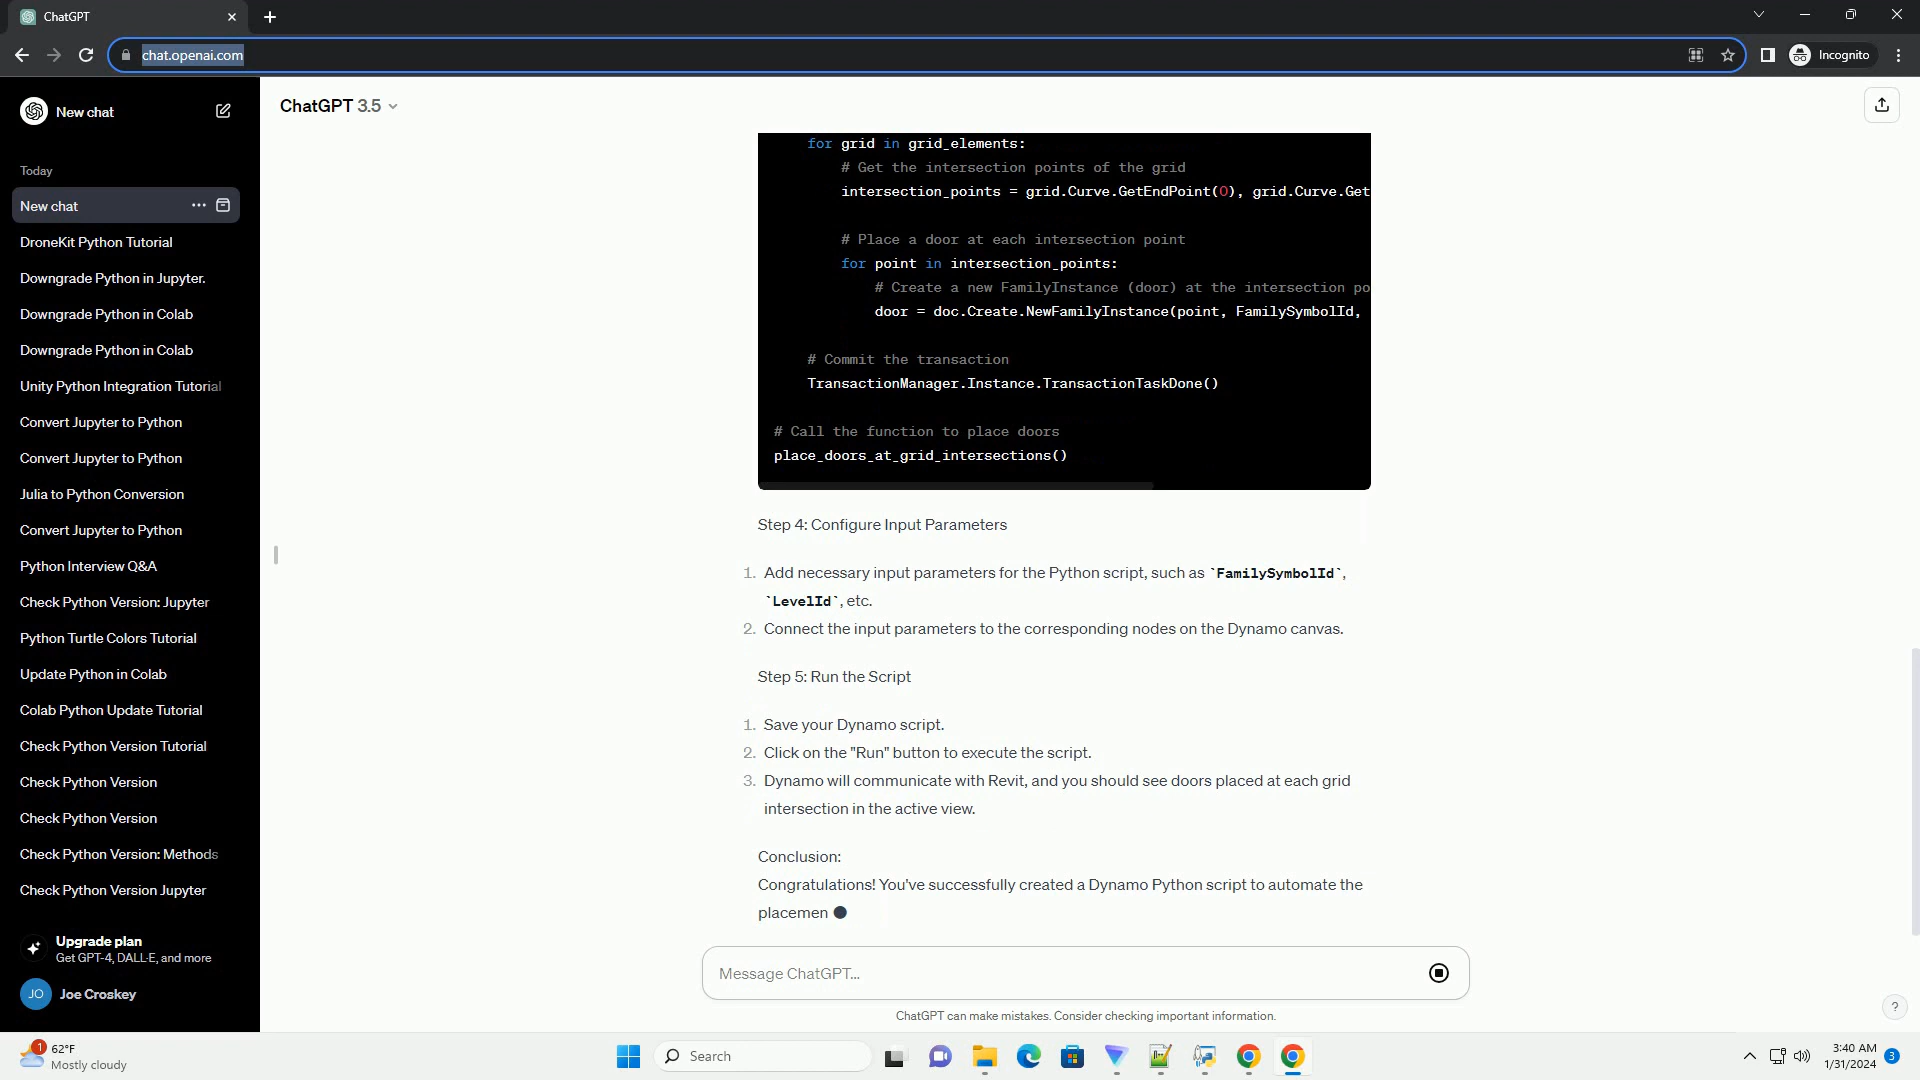 ChatGPT
chat.openai.com
Incognito
New chat
ChatGPT 3.5
Today
New chat
DroneKit Python Tutorial
Downgrade Python in Jupyter.
Downgrade Python in Colab
Downgrade Python in Colab
Unity Python Integration Tutorial
Convert Jupyter to Python
Convert Jupyter to Python
Julia to Python Conversion
Convert Jupyter to Python
Python Interview Q&A
Check Python Version: Jupyter
Python Turtle Colors Tutorial
Update Python in Colab
Colab Python Update Tutorial
Check Python Version Tutorial
Check Python Version
Check Python Version
Check Python Version: Methods
Check Python Version Jupyter
Upgrade plan
Get GPT-4, DALL·E, and more
JO
Joe Croskey
for grid in grid_elements:
# Get the intersection points of the grid
intersection_points = grid.Curve.GetEndPoint(0), grid.Curve.Get
# Place a door at each intersection point
for point in intersection_points:
# Create a new FamilyInstance (door) at the intersection po
door = doc.Create.NewFamilyInstance(point, FamilySymbolId,
# Commit the transaction
TransactionManager.Instance.TransactionTaskDone()
# Call the function to place doors
place_doors_at_grid_intersections()
Step 4: Configure Input Parameters
1. Add necessary input parameters for the Python script, such as `FamilySymbolId`,
`LevelId`, etc.
2. Connect the input parameters to the corresponding nodes on the Dynamo canvas.
Step 5: Run the Script
1. Save your Dynamo script.
2. Click on the "Run" button to execute the script.
3. Dynamo will communicate with Revit, and you should see doors placed at each grid
intersection in the active view.
Conclusion:
Congratulations! You've successfully created a Dynamo Python script to automate the
placemen
Message ChatGPT...
ChatGPT can make mistakes. Consider checking important information.
?
1
62°F
Mostly cloudy
Search
3:40 AM
1/31/2024
3